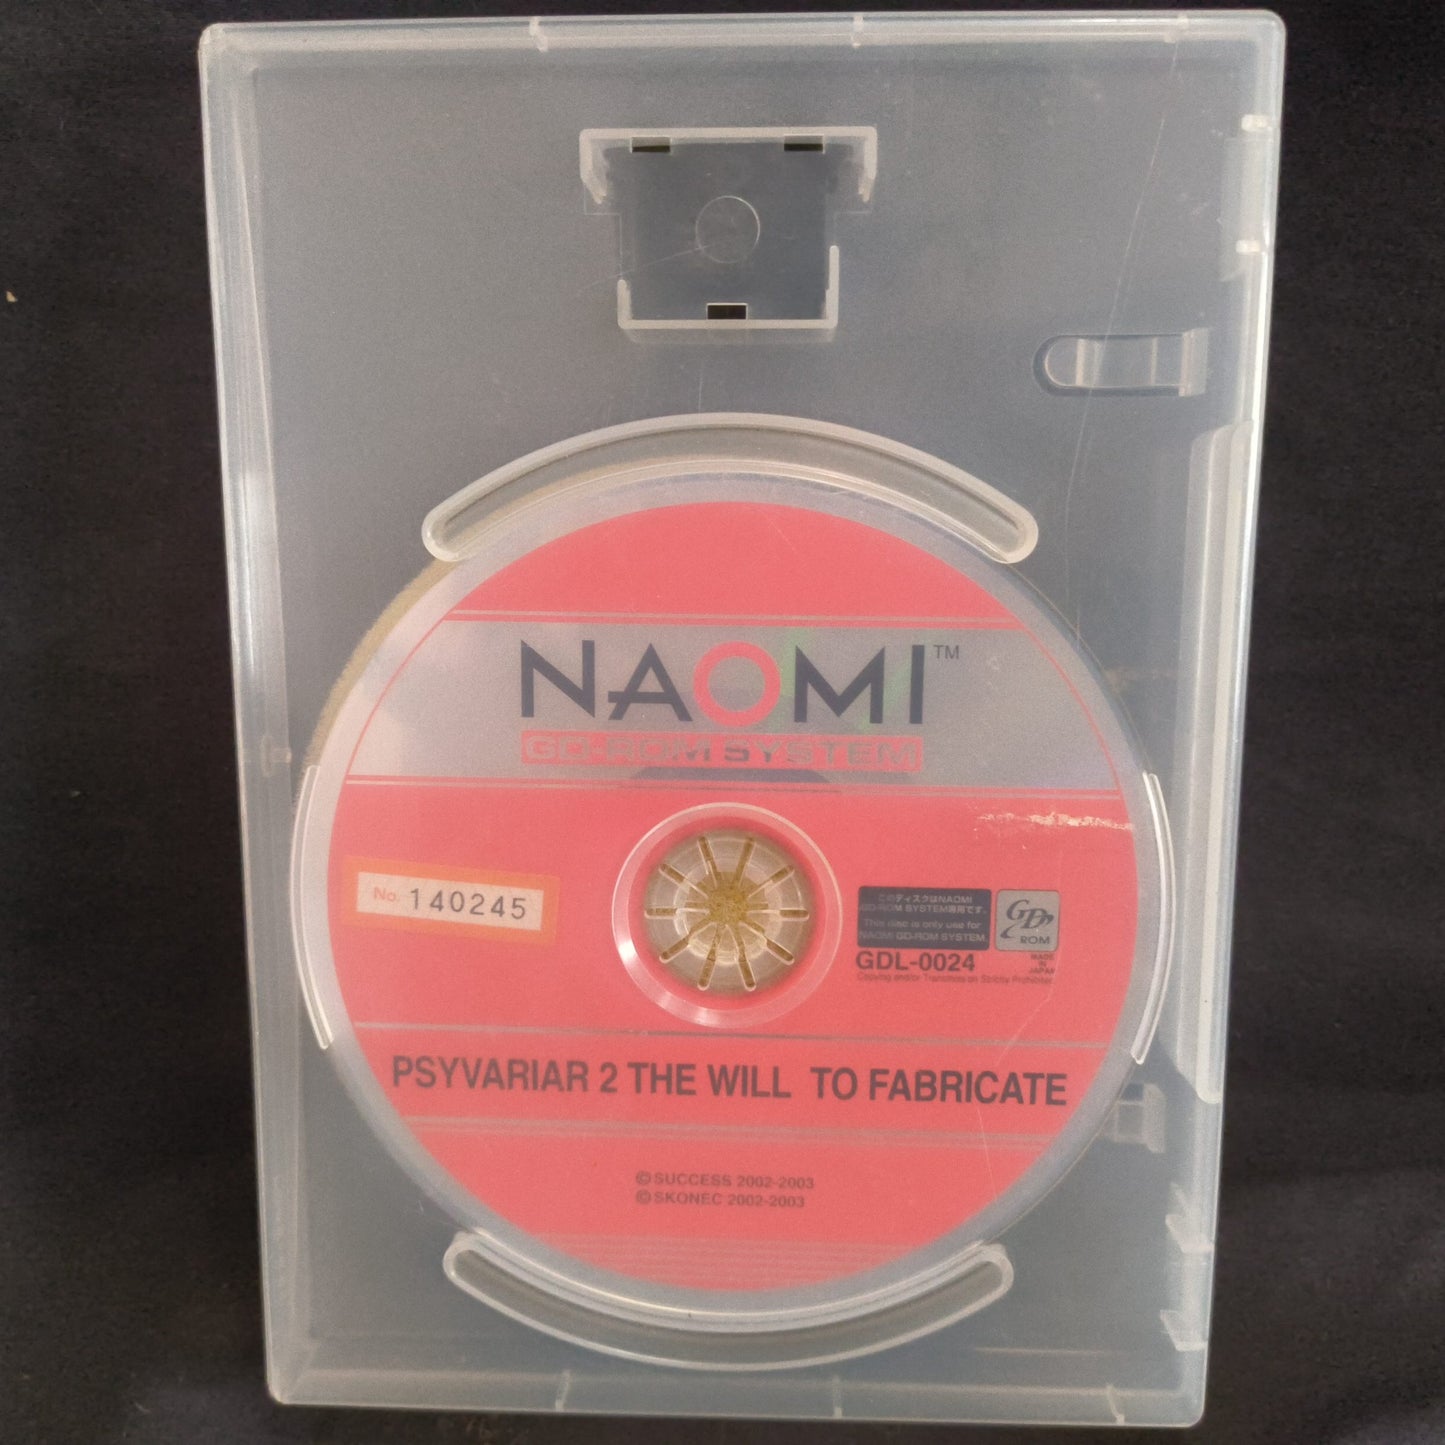 NAOMI™
GD-ROM SYSTEM
No. 140245
このディスクはNAOMI
GD-ROM SYSTEM専用です。
This disc is only use for
NAOMI GD-ROM SYSTEM
GD
ROM
GDL-0024
MADE
IN
JAPAN
Copying and/or Transmission Strictly Prohibited
PSYVARIAR 2 THE WILL TO FABRICATE
©SUCCESS 2002-2003
©SKONEC 2002-2003